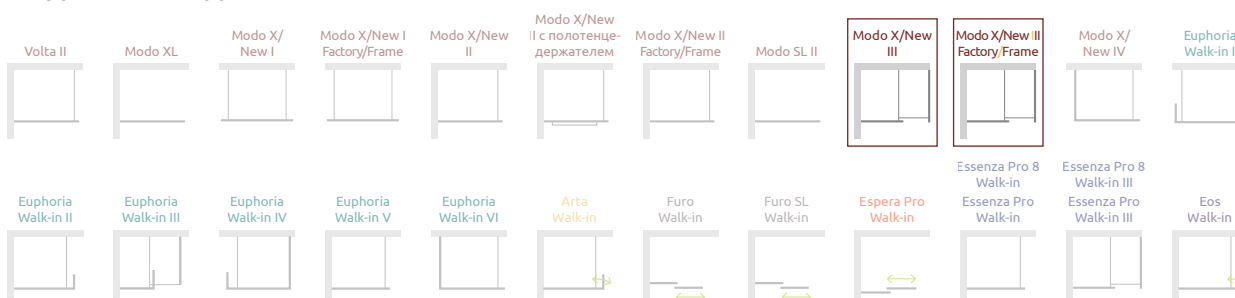 Modo X/New
Modo X/
Modo X/New I
Modo X/New
II с полотенце-
Modo X/New II
Modo X/New
Modo X/New III
Modo X/
Euphoria
Volta II
Modo XL
New I
Factory/Frame
II
держателем
Factory/Frame
Modo SL II
III
Factory/Frame
New IV
Walk-in I
Essenza Pro 8
Essenza Pro 8
Walk-in
Walk-in III
Euphoria
Euphoria
Euphoria
Euphoria
Euphoria
Arta
Furo
Furo SL
Espera Pro
Essenza Pro
Essenza Pro
Eos
Walk-in II
Walk-in III
Walk-in IV
Walk-in V
Walk-in VI
Walk-in
Walk-in
Walk-in
Walk-in
Walk-in
Walk-in III
Walk-in